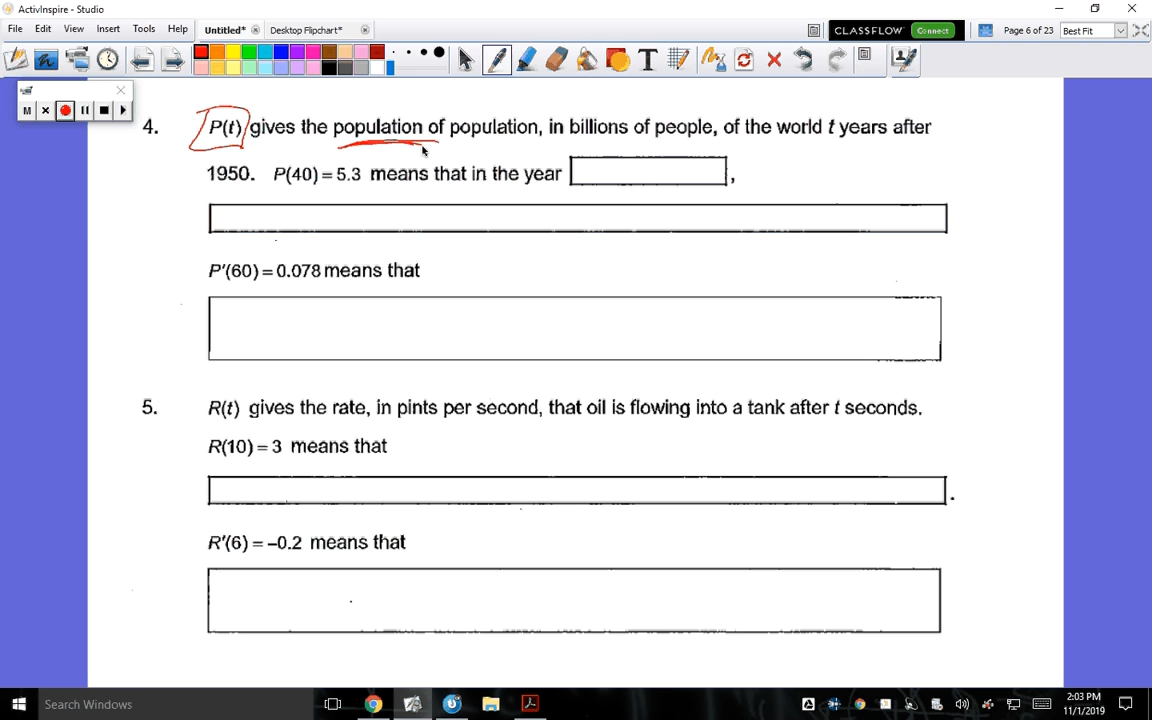 ActivInspire - Studio
File Edit View Insert Tools Help Untitled* Desktop Flipchart* CLASSFLOW Connect Page 6 of 23 Best Fit
M
4. P(t) gives the population of population, in billions of people, of the world t years after
1950. P(40) = 5.3 means that in the year ,
P′(60) = 0.078 means that
5. R(t) gives the rate, in pints per second, that oil is flowing into a tank after t seconds.
R(10) = 3 means that
.
R′(6) = –0.2 means that
Search Windows
2:03 PM
11/1/2019